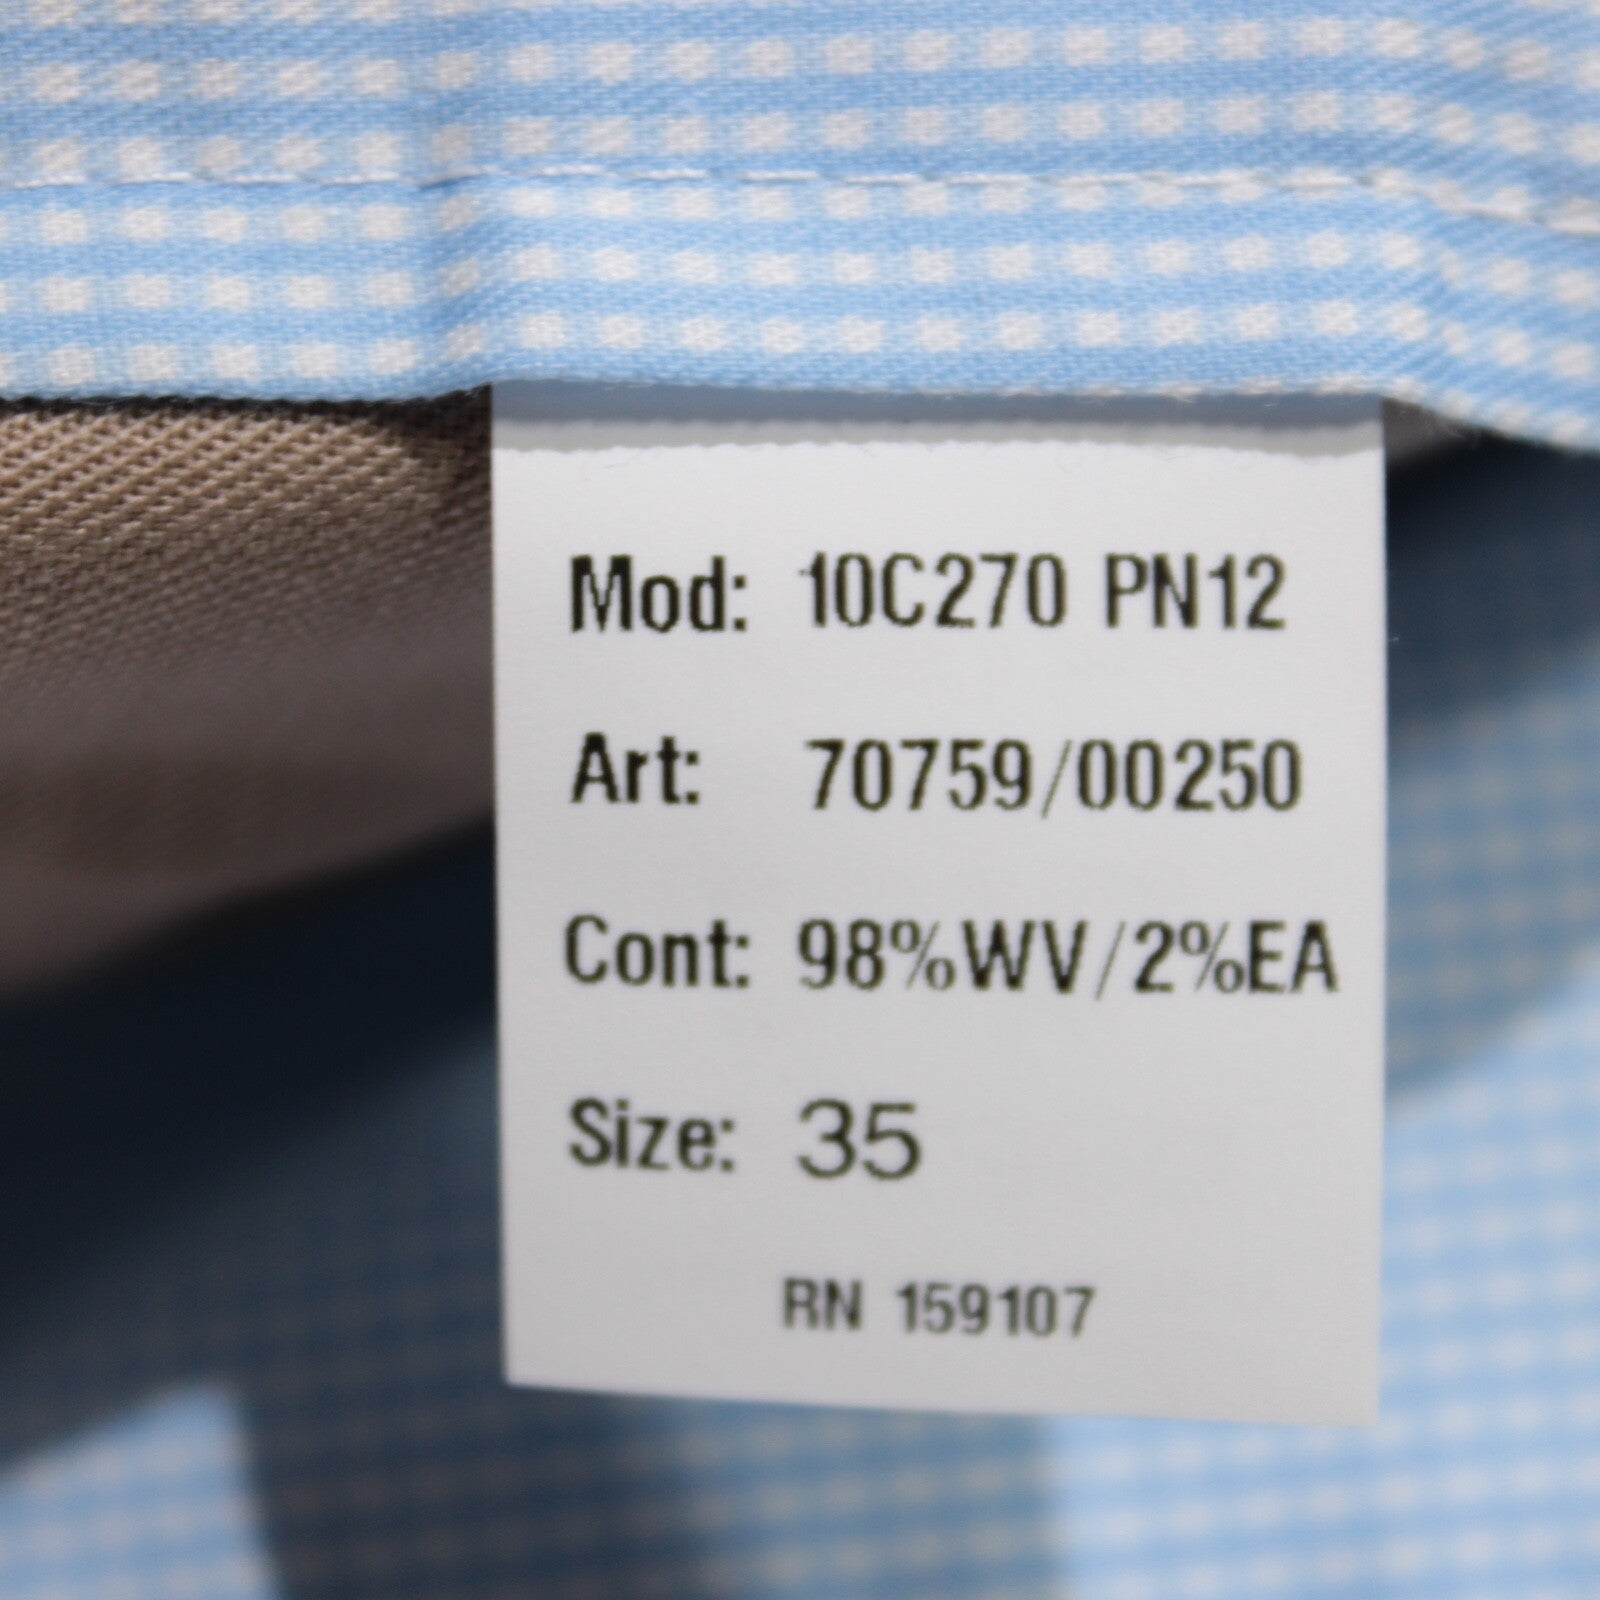 Mod: 10C270 PN12
Art: 70759/00250
Cont: 98%WV/2%EA
Size: 35
RN 159107